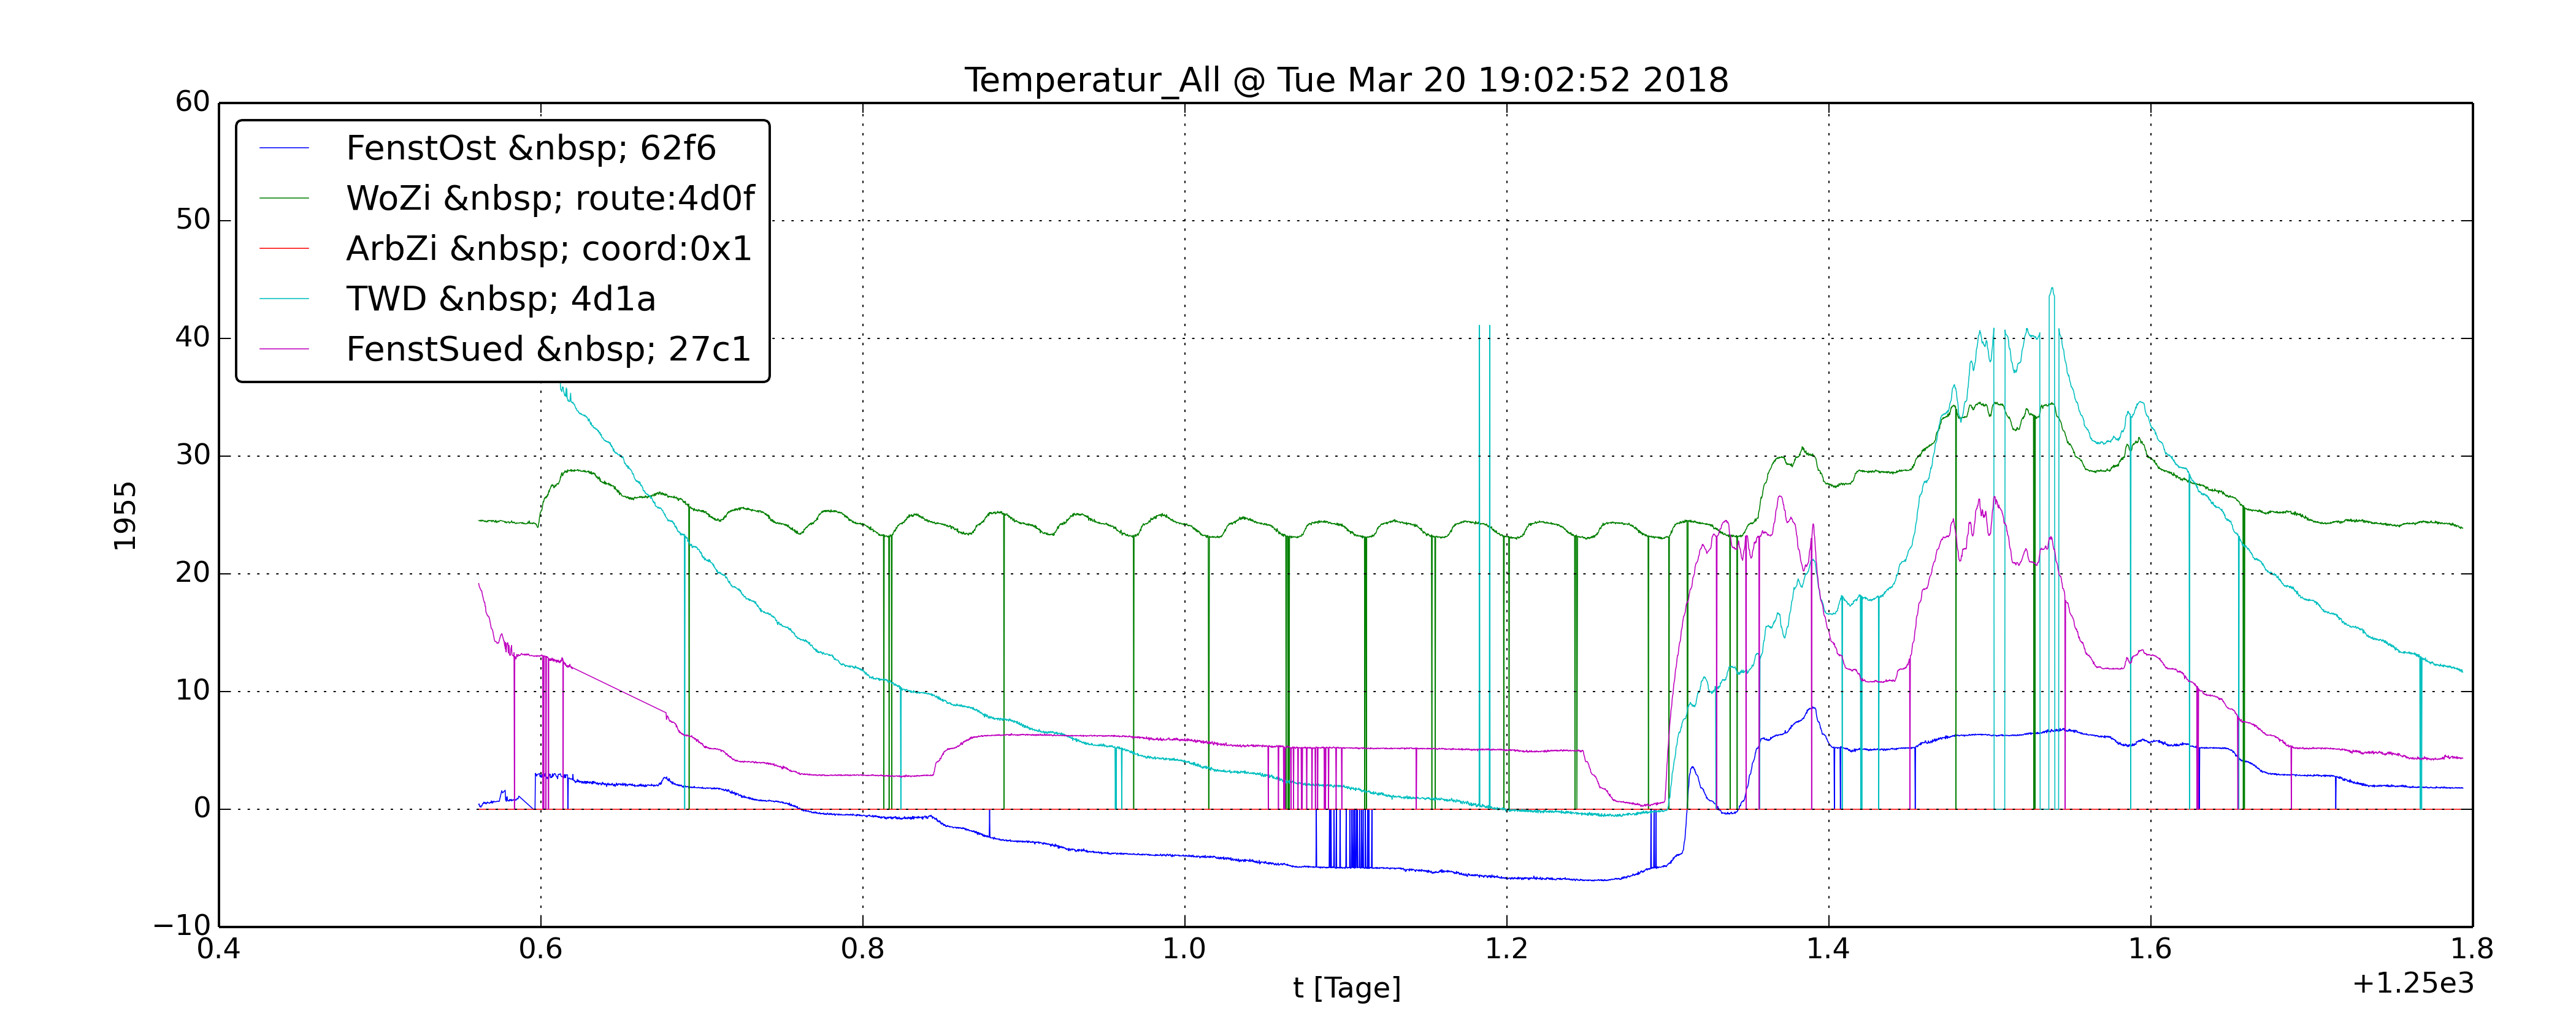 Temperatur_All @ Tue Mar 20 19:02:52 2018
60
50
40
30
20
10
0
−10
1955
FenstOst &nbsp; 62f6
WoZi &nbsp; route:4d0f
ArbZi &nbsp; coord:0x1
TWD &nbsp; 4d1a
FenstSued &nbsp; 27c1
0.4 0.6 0.8 1.0 1.2 1.4 1.6 1.8
t [Tage]
+1.25e3